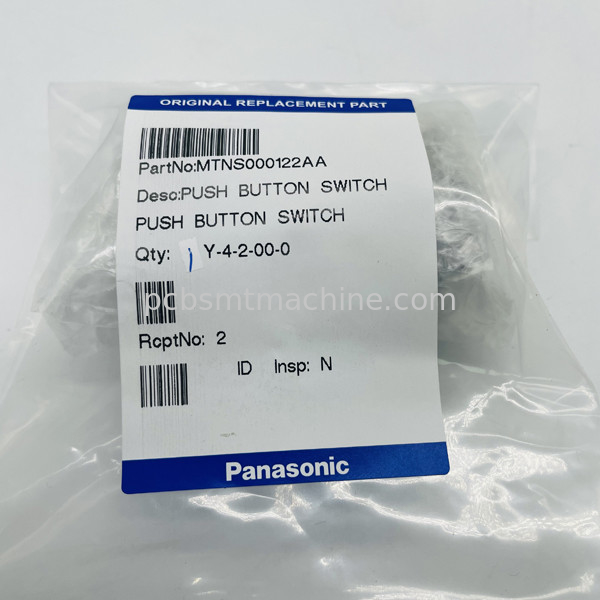 ORIGINAL REPLACEMENT PART
PartNo:MTNS000122AA
Desc:PUSH BUTTON SWITCH
PUSH BUTTON SWITCH
Qty: 1 Y-4-2-00-0
pcbsmtmachine.com
RcptNo: 2
ID Insp: N
Panasonic